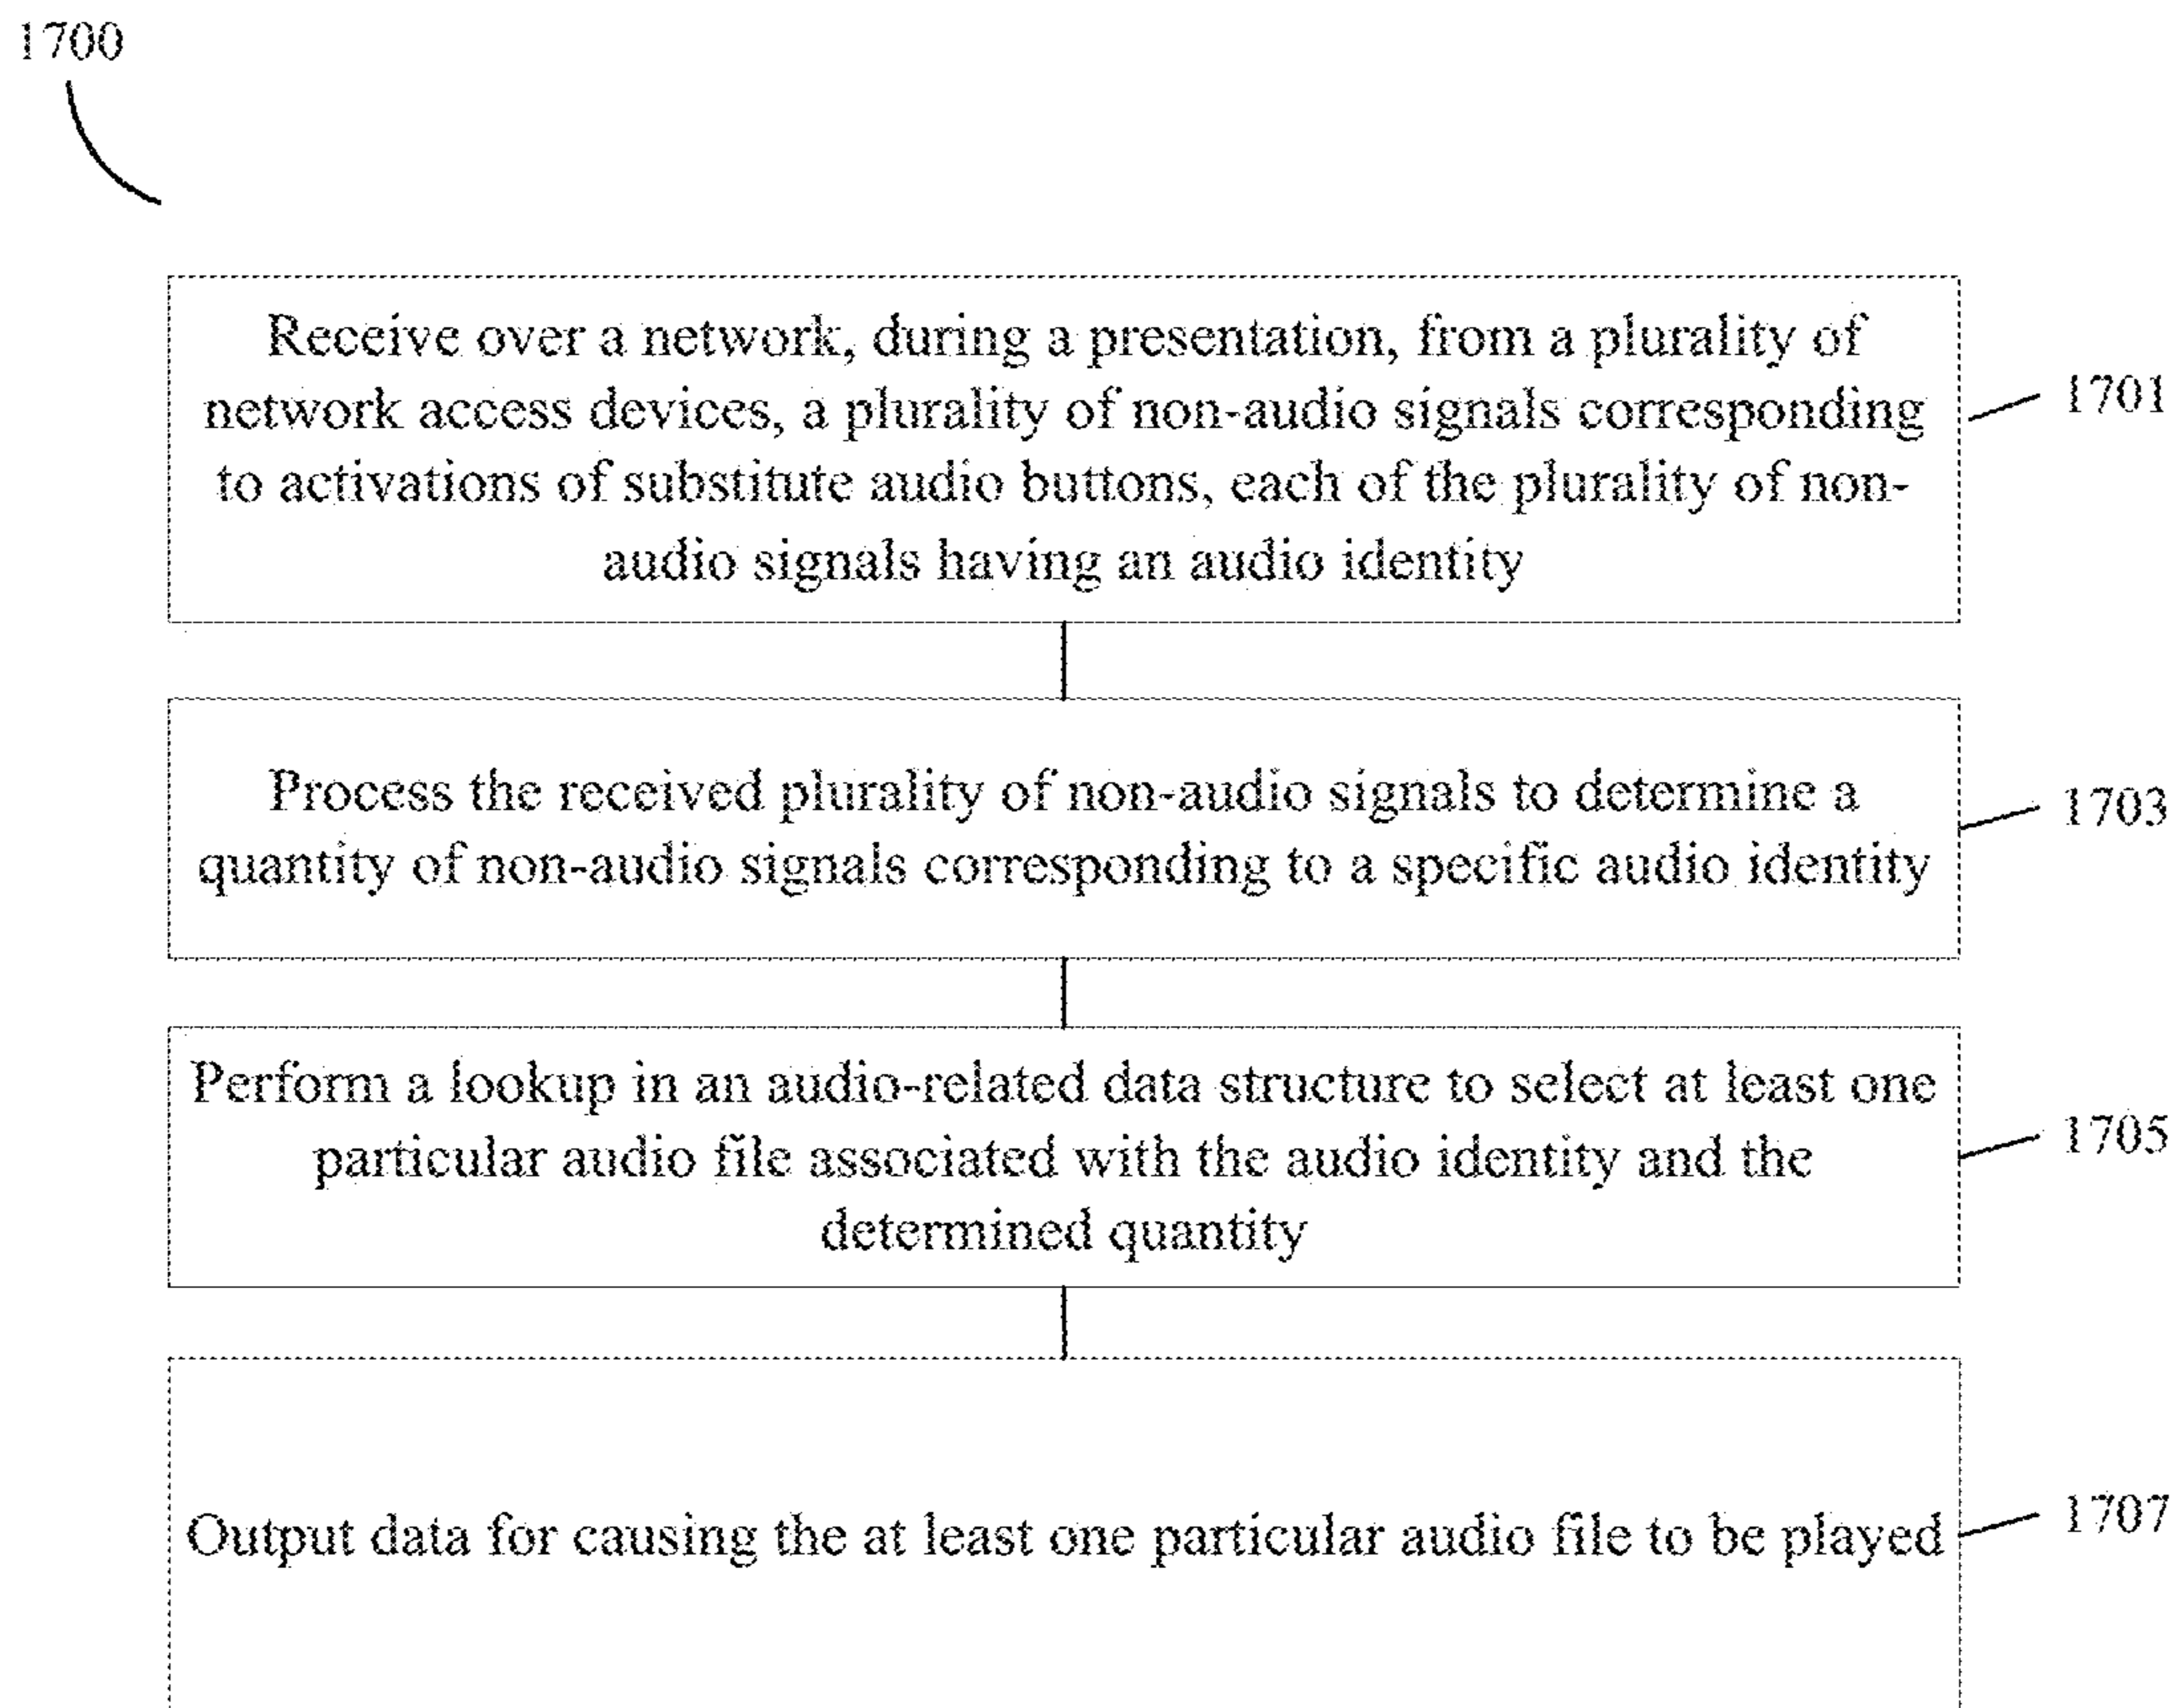 1700
Receive over a network, during a presentation, from a plurality of
network access devices, a plurality of non-audio signals corresponding
to activations of substitute audio buttons, each of the plurality of non-
audio signals having an audio identity
1701
Process the received plurality of non-audio signals to determine a
quantity of non-audio signals corresponding to a specific audio identity
1703
Perform a lookup in an audio-related data structure to select at least one
particular audio file associated with the audio identity and the
determined quantity
1705
Output data for causing the at least one particular audio file to be played
1707